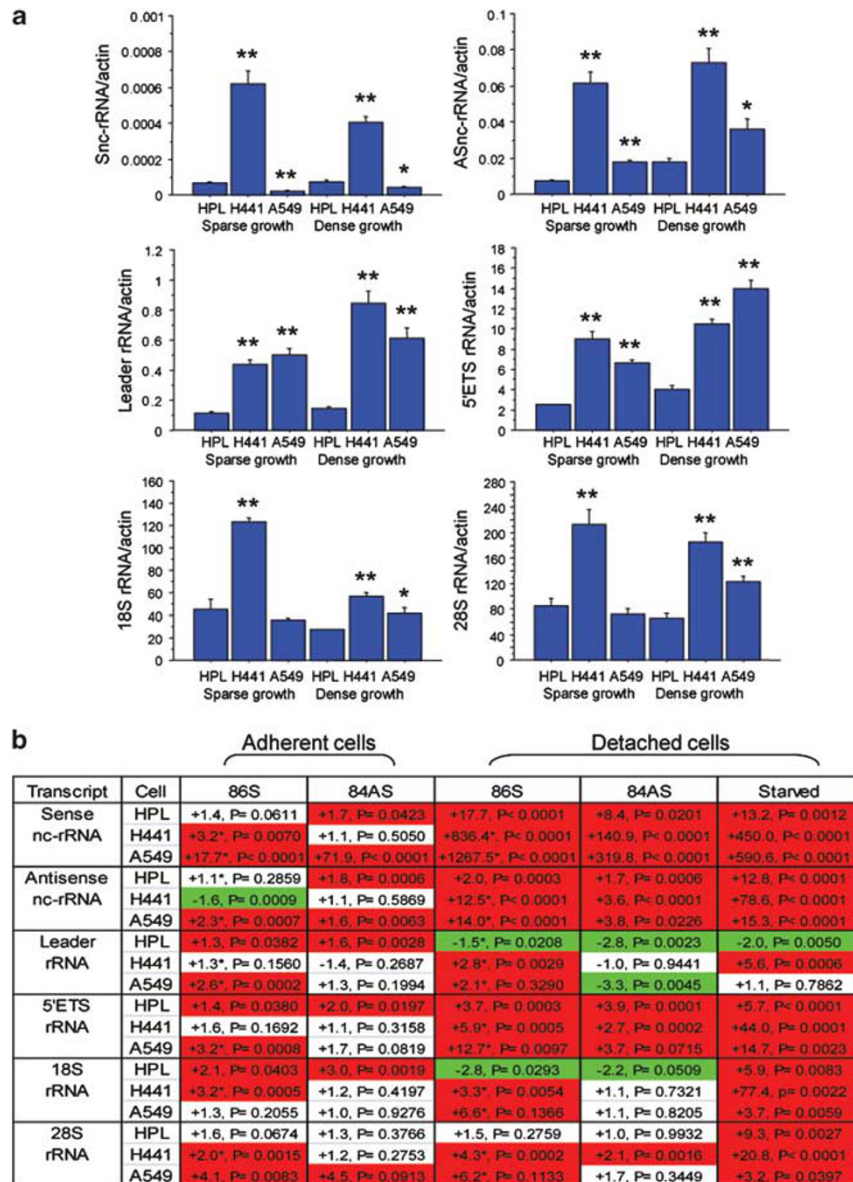 a
Snc-rRNA/actin
0.001
0.0008
0.0006
0.0004
0.0002
0
** ** ** *
HPL H441 A549 HPL H441 A549
Sparse growth Dense growth
ASnc-rRNA/actin
0.1
0.08
0.06
0.04
0.02
0
** ** ** *
HPL H441 A549 HPL H441 A549
Sparse growth Dense growth
Leader rRNA/actin
1.2
1
0.8
0.6
0.4
0.2
0
** ** ** **
HPL H441 A549 HPL H441 A549
Sparse growth Dense growth
5'ETS rRNA/actin
18
16
14
12
10
8
6
4
2
0
** ** ** **
HPL H441 A549 HPL H441 A549
Sparse growth Dense growth
18S rRNA/actin
160
140
120
100
80
60
40
20
0
** ** *
HPL H441 A549 HPL H441 A549
Sparse growth Dense growth
28S rRNA/actin
280
240
200
160
120
80
40
0
** ** **
HPL H441 A549 HPL H441 A549
Sparse growth Dense growth
b
Adherent cells Detached cells
Transcript Cell 86S 84AS 86S 84AS Starved
Sense HPL +1.4, P= 0.0611 +1.7, P= 0.0423 +17.7, P< 0.0001 +8.4, P= 0.0201 +13.2, P= 0.0012
nc-rRNA H441 +3.2*, P= 0.0070 +1.1, P= 0.5050 +836.4*, P< 0.0001 +140.9, P< 0.0001 +450.0, P< 0.0001
A549 +17.7*, P< 0.0001 +71.9, P< 0.0001 +1267.5*, P< 0.0001 +319.8, P< 0.0001 +590.6, P< 0.0001
Antisense HPL +1.1*, P= 0.2859 +1.8, P= 0.0006 +2.0, P= 0.0003 +1.7, P= 0.0006 +12.8, P< 0.0001
nc-rRNA H441 -1.6, P= 0.0009 +1.1, P= 0.5869 +12.5*, P< 0.0001 +3.6, P< 0.0001 +78.6, P< 0.0001
A549 +2.3*, P= 0.0007 +1.6, P= 0.0063 +14.0*, P< 0.0001 +3.8, P= 0.0226 +15.3, P< 0.0001
Leader HPL +1.3, P= 0.0382 +1.6, P= 0.0028 -1.5*, P= 0.0208 -2.8, P= 0.0023 -2.0, P= 0.0050
rRNA H441 +1.3*, P= 0.1560 -1.4, P= 0.2687 +2.8*, P= 0.0029 -1.0, P= 0.9441 +5.6, P= 0.0006
A549 +2.6*, P= 0.0002 +1.3, P= 0.1994 +2.1*, P= 0.3290 -3.3, P= 0.0045 +1.1, P= 0.7862
5'ETS HPL +1.4, P= 0.0380 +2.0, P= 0.0197 +3.7, P= 0.0003 +3.9, P= 0.0001 +5.7, P< 0.0001
rRNA H441 +1.6, P= 0.1692 +1.1, P= 0.3158 +5.9*, P= 0.0005 +2.7, P= 0.0002 +44.0, P= 0.0001
A549 +3.2*, P= 0.0008 +1.7, P= 0.0819 +12.7*, P= 0.0097 +3.7, P= 0.0715 +14.7, P= 0.0023
18S HPL +2.1, P= 0.0403 +3.0, P= 0.0019 -2.8, P= 0.0293 -2.2, P= 0.0509 +5.9, P= 0.0083
rRNA H441 +3.2*, P= 0.0005 +1.2, P= 0.4197 +3.3*, P= 0.0054 +1.1, P= 0.7321 +77.4, p= 0.0022
A549 +1.3, P= 0.2055 +1.0, P= 0.9276 +6.6*, P= 0.1366 +1.1, P= 0.8205 +3.7, P= 0.0059
28S HPL +1.6, P= 0.0674 +1.3, P= 0.3766 +1.5, P= 0.2759 +1.0, P= 0.9932 +9.3, P= 0.0027
rRNA H441 +2.0*, P= 0.0015 +1.2, P= 0.2753 +4.3*, P= 0.0002 +2.1, P= 0.0016 +20.8, P< 0.0001
A549 +4.1, P= 0.0083 +4.5, P= 0.0913 +6.2*, P= 0.1133 +1.7, P= 0.3449 +3.2, P= 0.0397